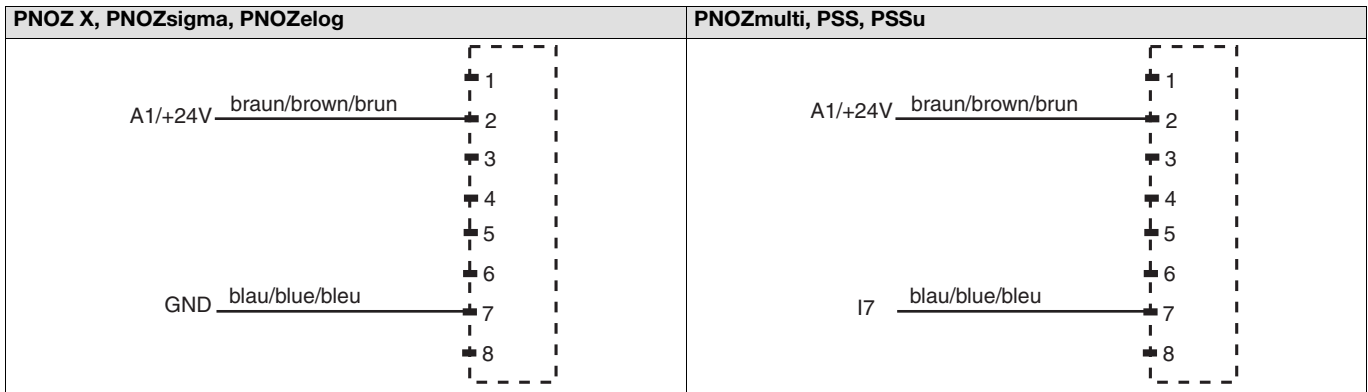 PNOZ X, PNOZsigma, PNOZelog
1
A1/+24V braun/brown/brun 2
3
4
5
6
GND blau/blue/bleu 7
8
PNOZmulti, PSS, PSSu
1
A1/+24V braun/brown/brun 2
3
4
5
6
I7 blau/blue/bleu 7
8